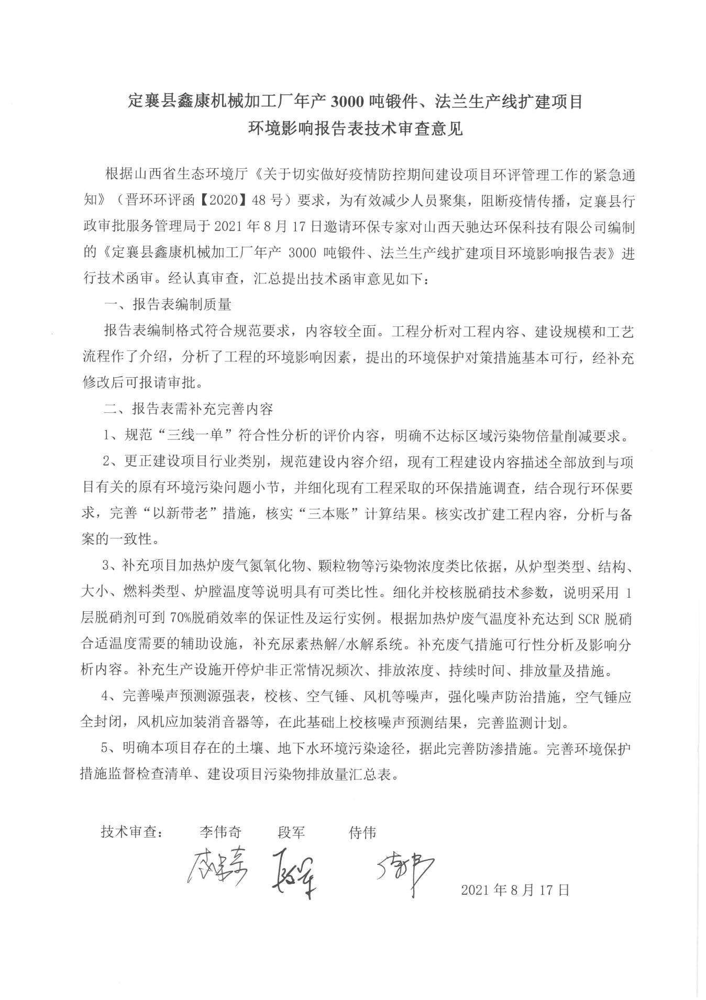 定襄县鑫康机械加工厂年产 3000 吨锻件、法兰生产线扩建项目
环境影响报告表技术审查意见
根据山西省生态环境厅《关于切实做好疫情防控期间建设项目环评管理工作的紧急通
知》（晋环环评函【2020】48 号）要求，为有效减少人员聚集，阻断疫情传播，定襄县行
政审批服务管理局于 2021 年 8 月 17 日邀请环保专家对山西天驰达环保科技有限公司编制
的《定襄县鑫康机械加工厂年产 3000 吨锻件、法兰生产线扩建项目环境影响报告表》进
行技术函审。经认真审查，汇总提出技术函审意见如下：
一、报告表编制质量
报告表编制格式符合规范要求，内容较全面。工程分析对工程内容、建设规模和工艺
流程作了介绍，分析了工程的环境影响因素，提出的环境保护对策措施基本可行，经补充
修改后可报请审批。
二、报告表需补充完善内容
1、规范“三线一单”符合性分析的评价内容，明确不达标区域污染物倍量削减要求。
2、更正建设项目行业类别，规范建设内容介绍，现有工程建设内容描述全部放到与项
目有关的原有环境污染问题小节，并细化现有工程采取的环保措施调查，结合现行环保要
求，完善“以新带老”措施，核实“三本账”计算结果。核实改扩建工程内容，分析与备
案的一致性。
3、补充项目加热炉废气氮氧化物、颗粒物等污染物浓度类比依据，从炉型类型、结构、
大小、燃料类型、炉膛温度等说明具有可类比性。细化并校核脱硝技术参数，说明采用 1
层脱硝剂可到 70%脱硝效率的保证性及运行实例。根据加热炉废气温度补充达到 SCR 脱硝
合适温度需要的辅助设施，补充尿素热解/水解系统。补充废气措施可行性分析及影响分
析内容。补充生产设施开停炉非正常情况频次、排放浓度、持续时间、排放量及措施。
4、完善噪声预测源强表，校核、空气锤、风机等噪声，强化噪声防治措施，空气锤应
全封闭，风机应加装消音器等，在此基础上校核噪声预测结果，完善监测计划。
5、明确本项目存在的土壤、地下水环境污染途径，据此完善防渗措施。完善环境保护
措施监督检查清单、建设项目污染物排放量汇总表。
技术审查： 李伟奇 段军 侍伟
段军 侍伟
2021 年 8 月 17 日